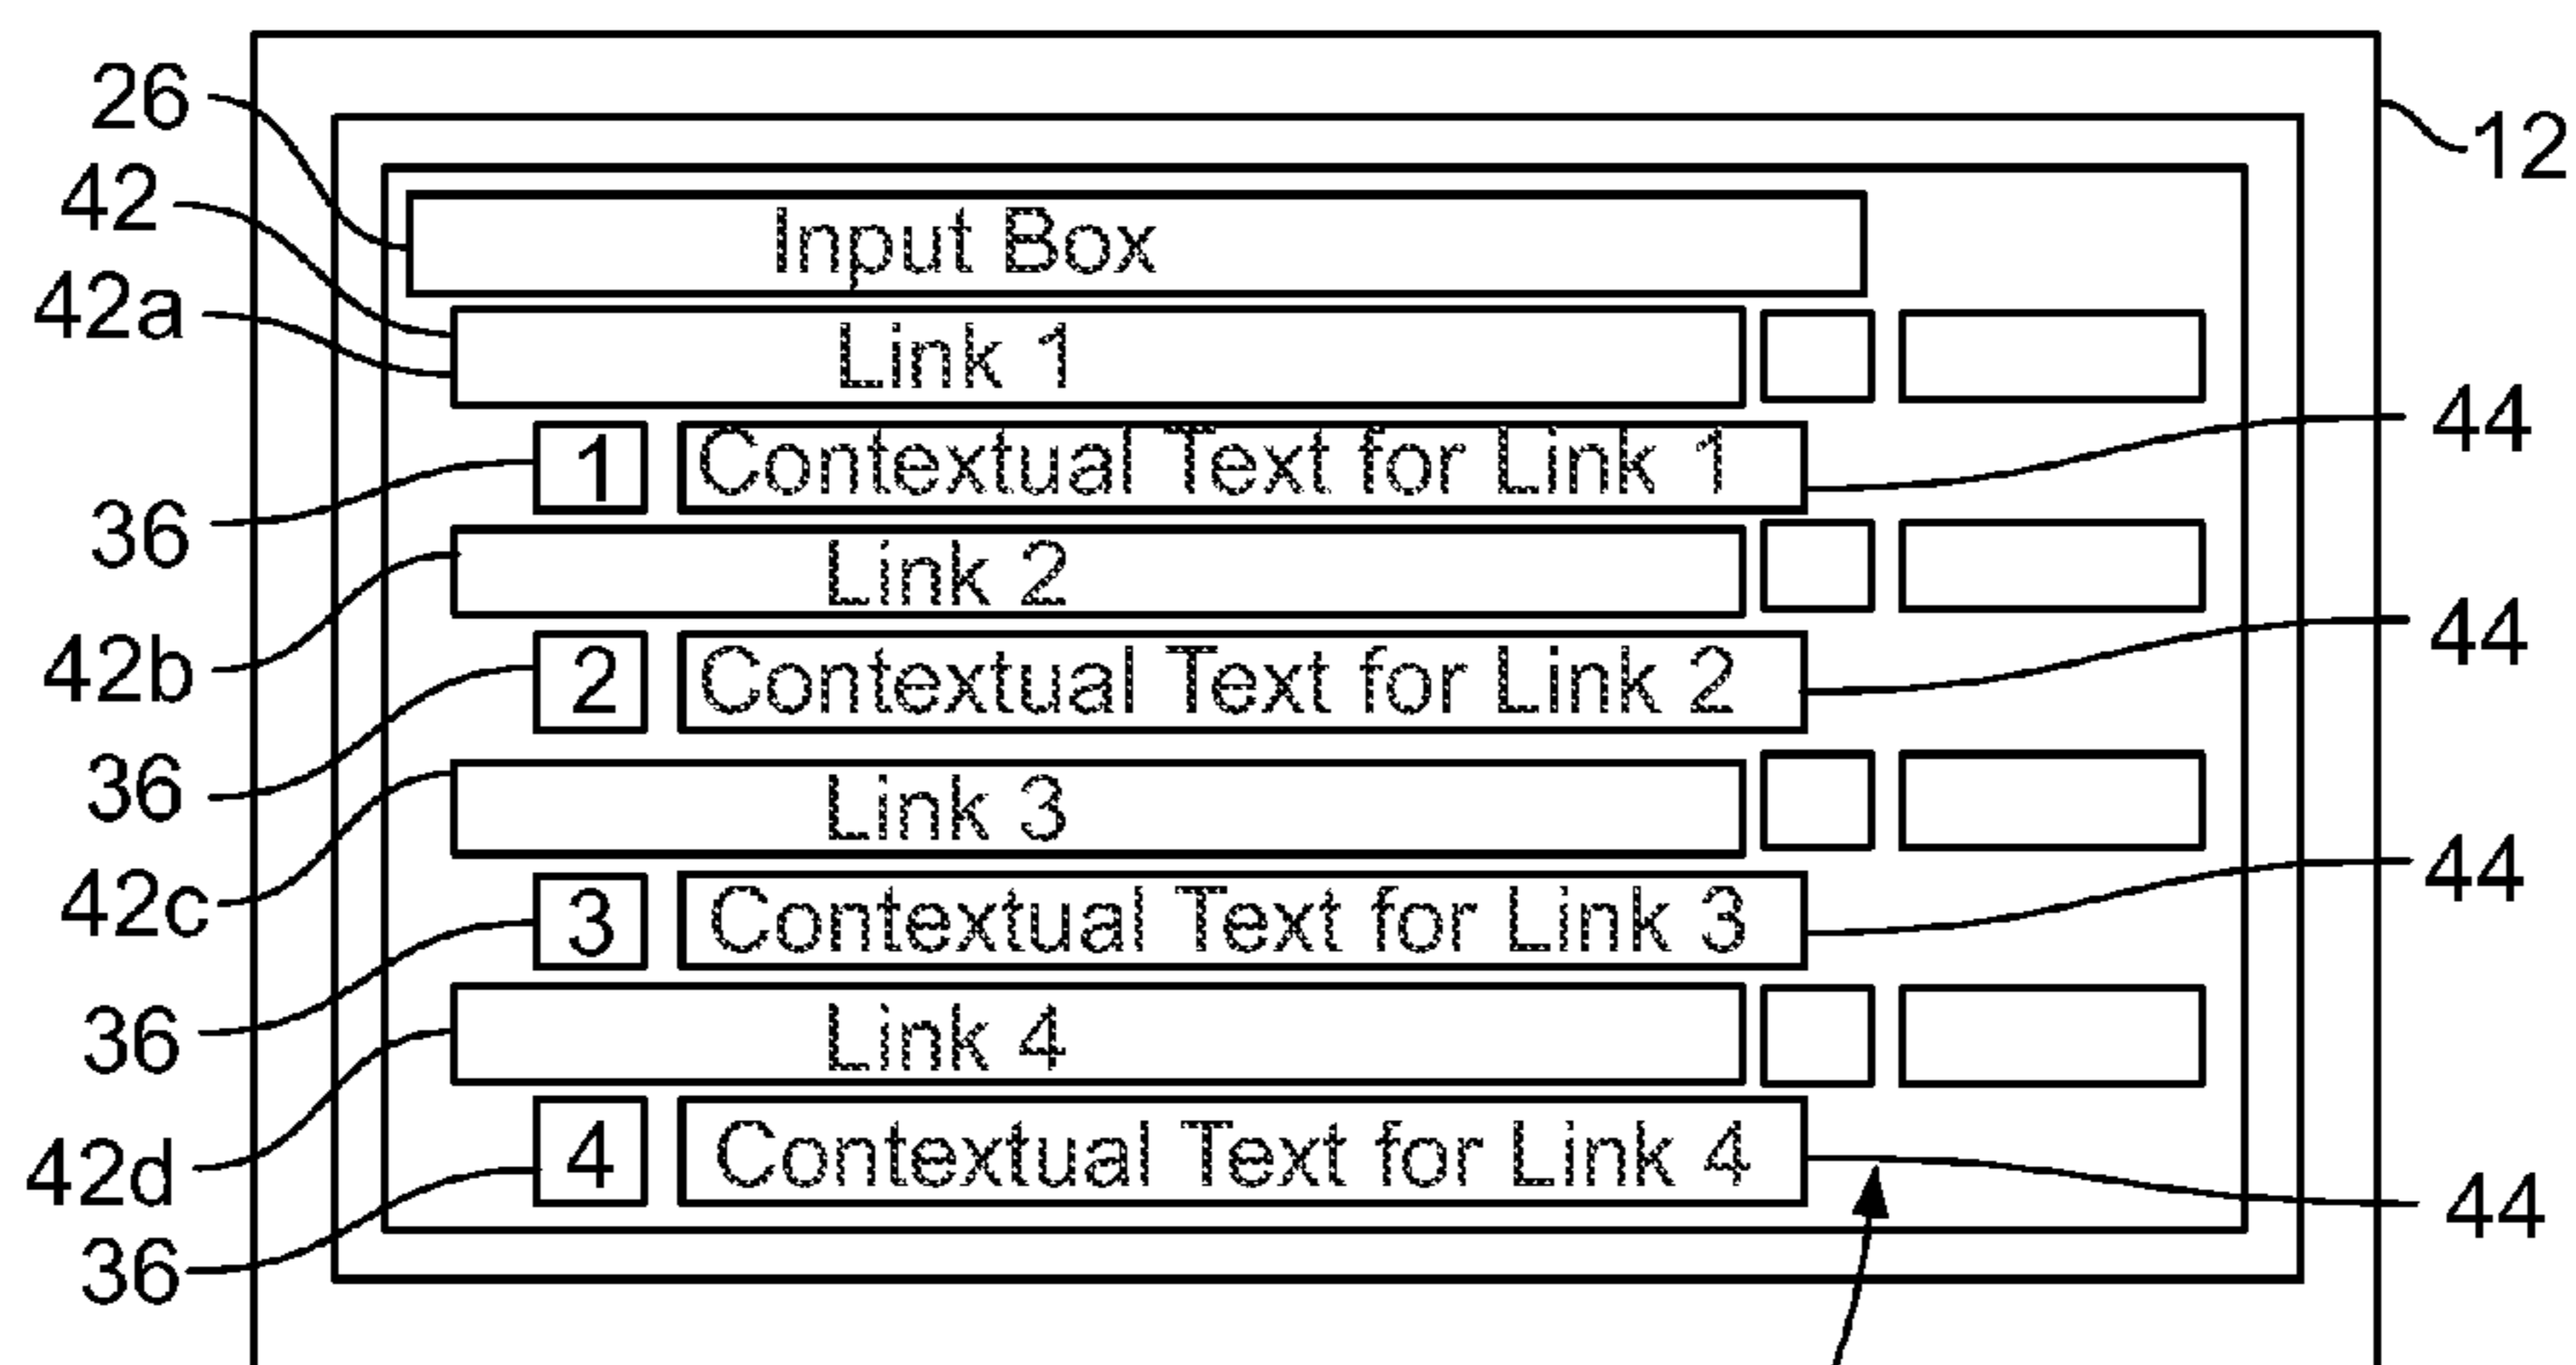 26
12
42
Input Box
42a
Link 1
44
1 Contextual Text for Link 1
36
Link 2
44
42b
2 Contextual Text for Link 2
36
Link 3
44
42c
3 Contextual Text for Link 3
36
Link 4
42d
4 Contextual Text for Link 4
44
36